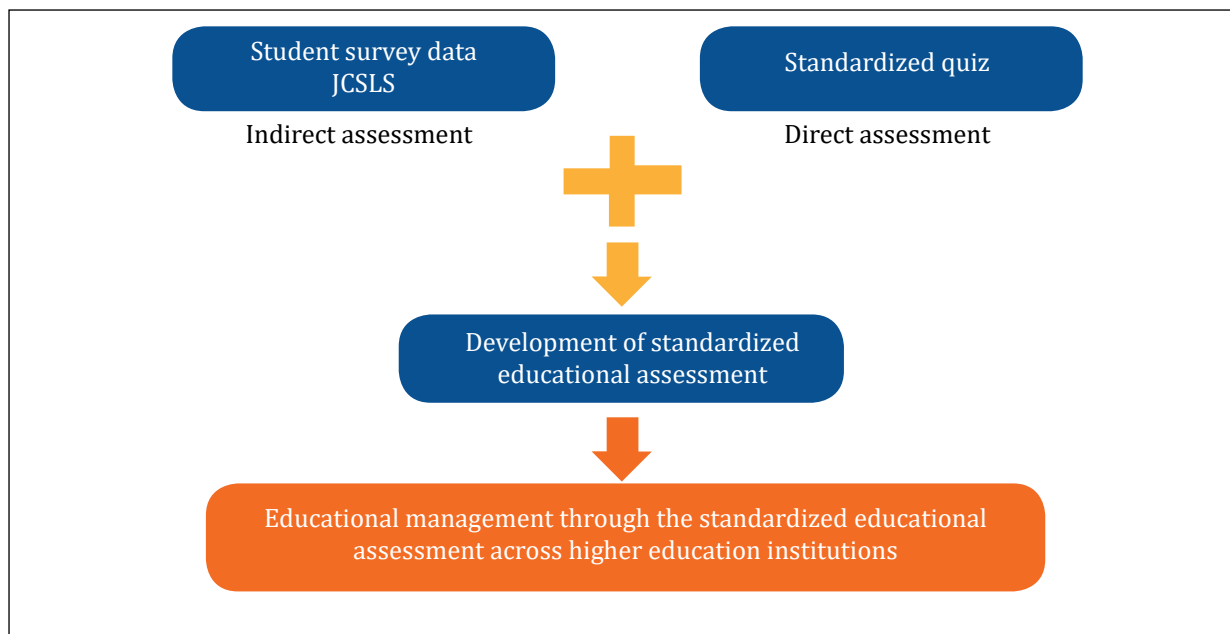 Student survey data
JCSLS
Standardized quiz
Indirect assessment
Direct assessment
Development of standardized
educational assessment
Educational management through the standardized educational
assessment across higher education institutions